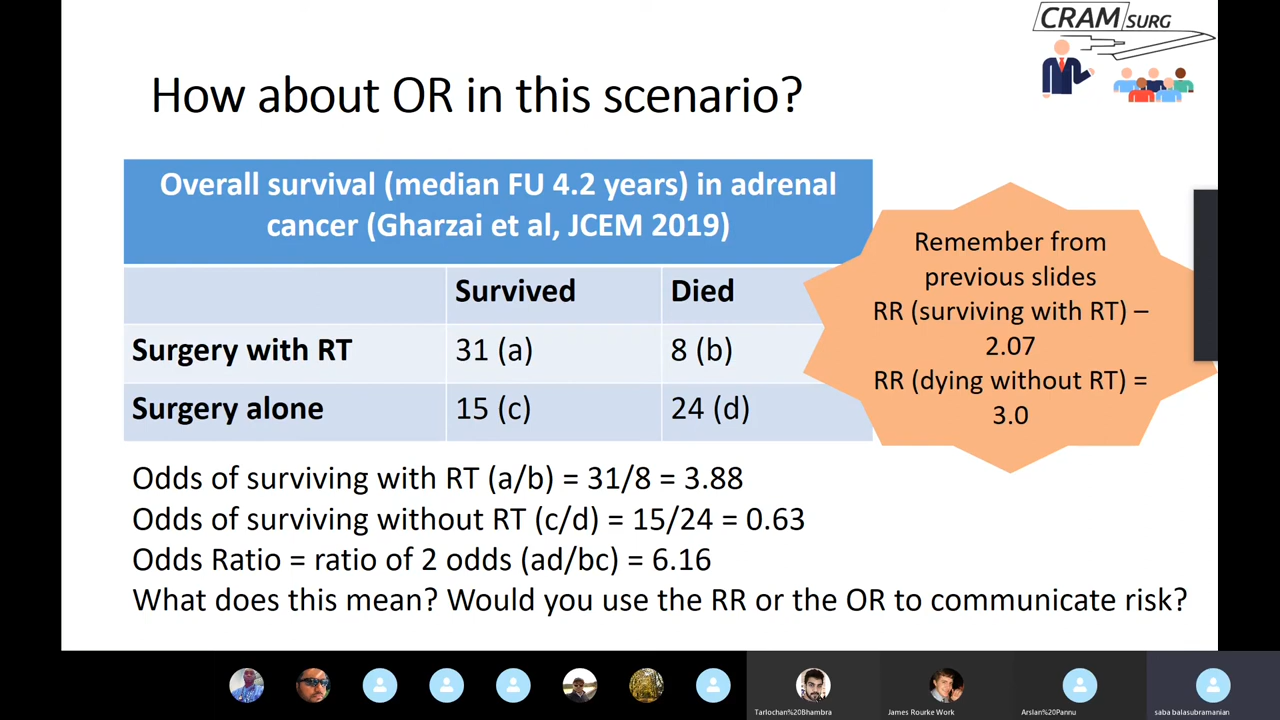 CRAMSURG
How about OR in this scenario?
Overall survival (median FU 4.2 years) in adrenal
cancer (Gharzai et al, JCEM 2019)
Survived Died
Surgery with RT 31 (a) 8 (b)
Surgery alone 15 (c) 24 (d)
Remember from
previous slides
RR (surviving with RT) –
2.07
RR (dying without RT) =
3.0
Odds of surviving with RT (a/b) = 31/8 = 3.88
Odds of surviving without RT (c/d) = 15/24 = 0.63
Odds Ratio = ratio of 2 odds (ad/bc) = 6.16
What does this mean? Would you use the RR or the OR to communicate risk?
Tarlochan%20Bhambra
James Rourke Work
Arslan%20Pannu
saba balasubramanian